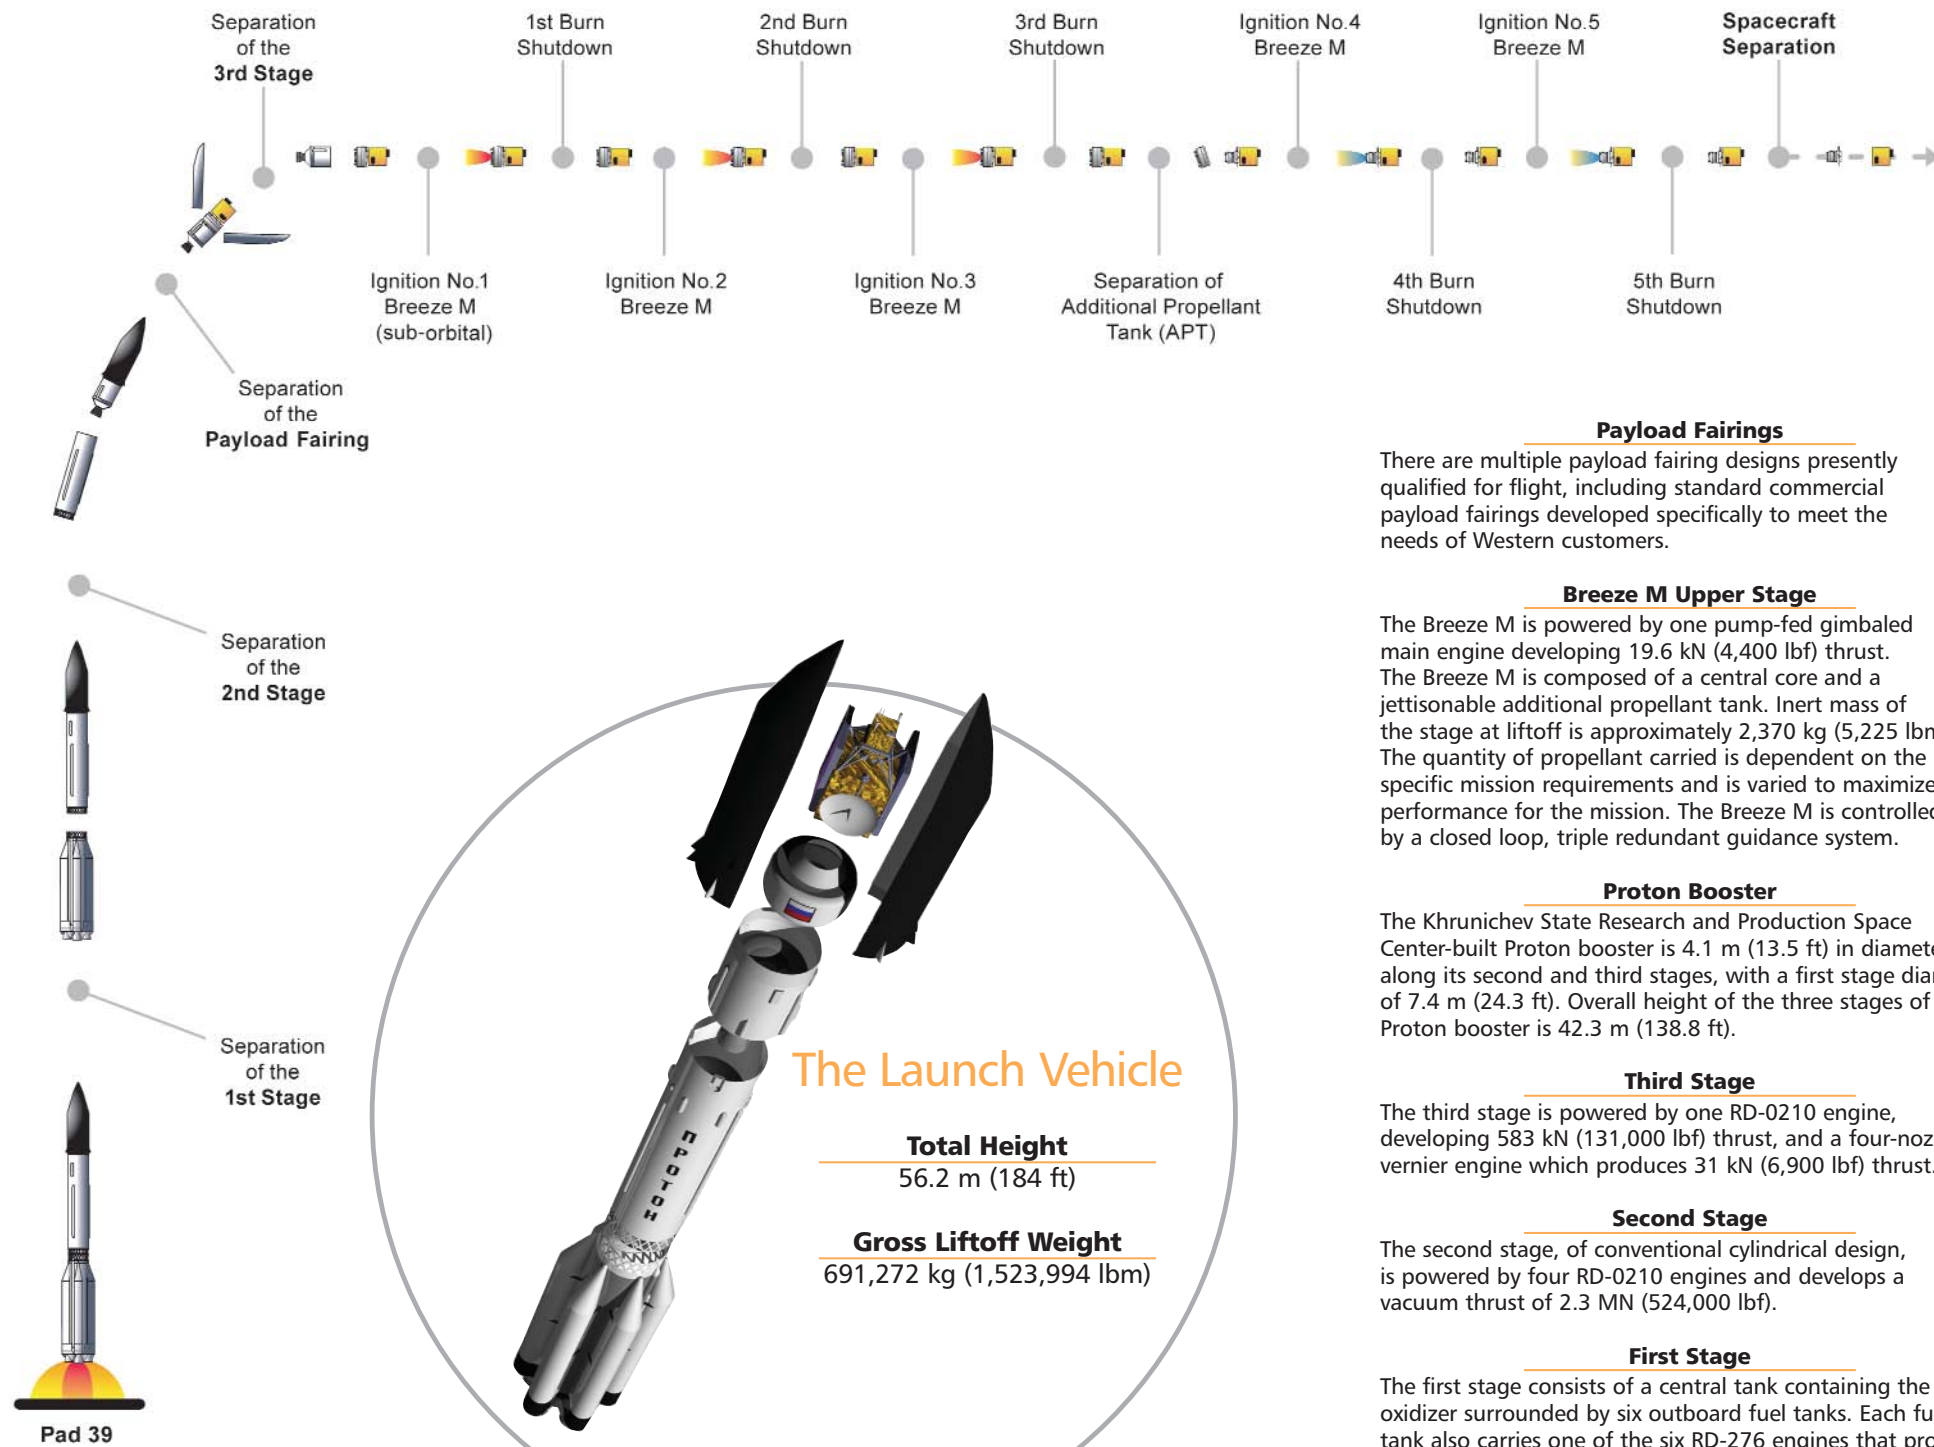 Separation
of the
3rd Stage
1st Burn
Shutdown
2nd Burn
Shutdown
3rd Burn
Shutdown
Ignition No.4
Breeze M
Ignition No.5
Breeze M
Spacecraft
Separation
Ignition No.1
Breeze M
(sub-orbital)
Ignition No.2
Breeze M
Ignition No.3
Breeze M
Separation of
Additional Propellant
Tank (APT)
4th Burn
Shutdown
5th Burn
Shutdown
Separation
of the
Payload Fairing
Separation
of the
2nd Stage
Separation
of the
1st Stage
Pad 39
ПРОТОН
The Launch Vehicle
Total Height
56.2 m (184 ft)
Gross Liftoff Weight
691,272 kg (1,523,994 lbm)
Payload Fairings
There are multiple payload fairing designs presently
qualified for flight, including standard commercial
payload fairings developed specifically to meet the
needs of Western customers.
Breeze M Upper Stage
The Breeze M is powered by one pump-fed gimbaled
main engine developing 19.6 kN (4,400 lbf) thrust.
The Breeze M is composed of a central core and a
jettisonable additional propellant tank. Inert mass of
the stage at liftoff is approximately 2,370 kg (5,225 lbm
The quantity of propellant carried is dependent on the
specific mission requirements and is varied to maximize
performance for the mission. The Breeze M is controlled
by a closed loop, triple redundant guidance system.
Proton Booster
The Khrunichev State Research and Production Space
Center-built Proton booster is 4.1 m (13.5 ft) in diamete
along its second and third stages, with a first stage diar
of 7.4 m (24.3 ft). Overall height of the three stages of
Proton booster is 42.3 m (138.8 ft).
Third Stage
The third stage is powered by one RD-0210 engine,
developing 583 kN (131,000 lbf) thrust, and a four-noz
vernier engine which produces 31 kN (6,900 lbf) thrust.
Second Stage
The second stage, of conventional cylindrical design,
is powered by four RD-0210 engines and develops a
vacuum thrust of 2.3 MN (524,000 lbf).
First Stage
The first stage consists of a central tank containing the
oxidizer surrounded by six outboard fuel tanks. Each fu
tank also carries one of the six RD-276 engines that pro